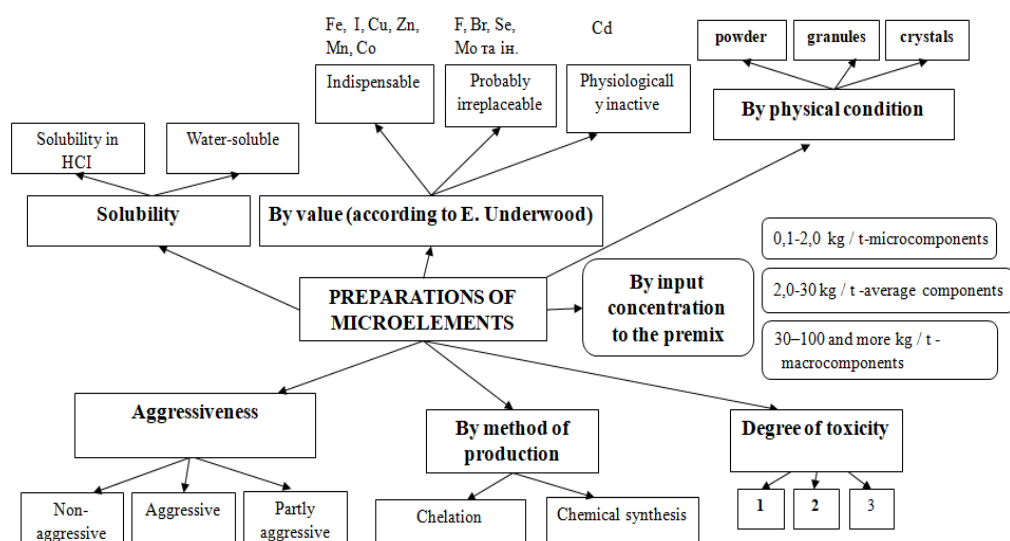 Fe, I, Cu, Zn,
Mn, Co
F, Br, Se,
Mo та ін.
Cd
powder
granules
crystals
Indispensable
Probably
irreplaceable
Physiologicall
y inactive
By physical condition
Solubility in
HCI
Water-soluble
Solubility
By value (according to E. Underwood)
0,1-2,0 kg / t-microcomponents
PREPARATIONS OF
MICROELEMENTS
By input
concentration
to the premix
2,0-30 kg / t -average components
30–100 and more kg / t -
macrocomponents
Aggressiveness
By method of
production
Degree of toxicity
Non-
aggressive
Aggressive
Partly
aggressive
Chelation
Chemical synthesis
1
2
3